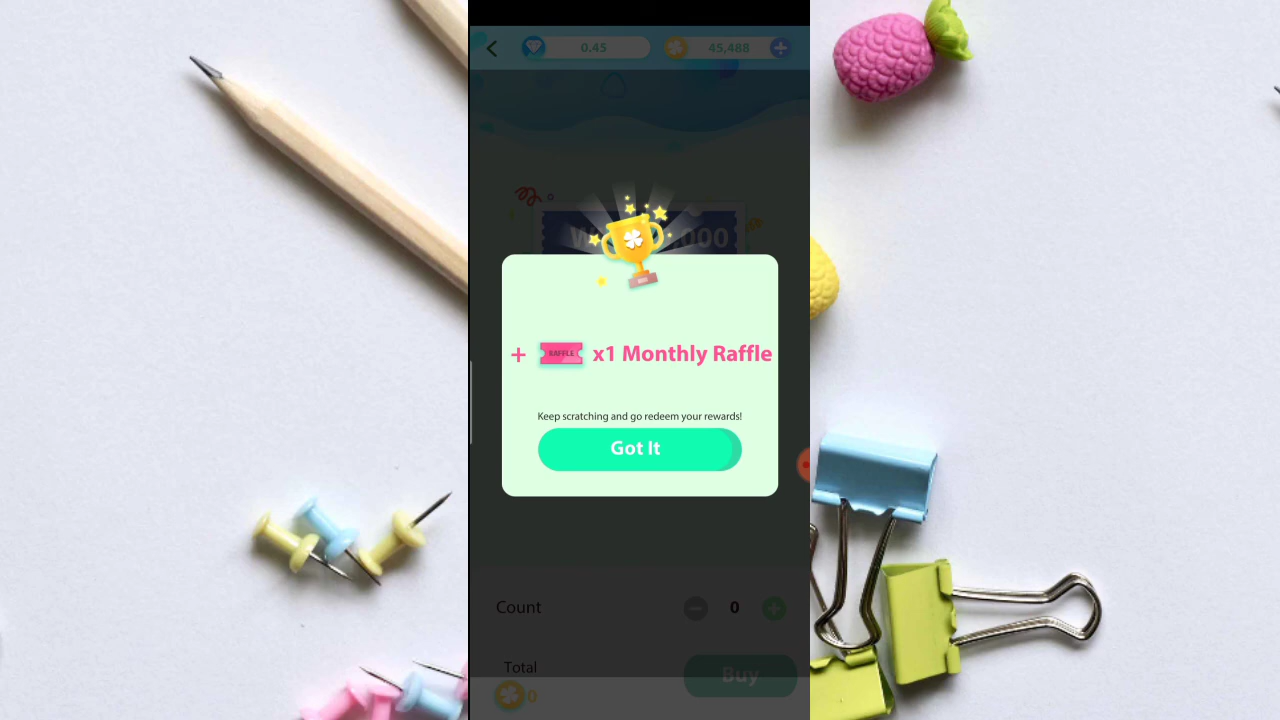 0.45
45,488
RAFFLE
x1 Monthly Raffle
Keep scratching and go redeem your rewards!
Got It
Count
0
Total
0
Buy